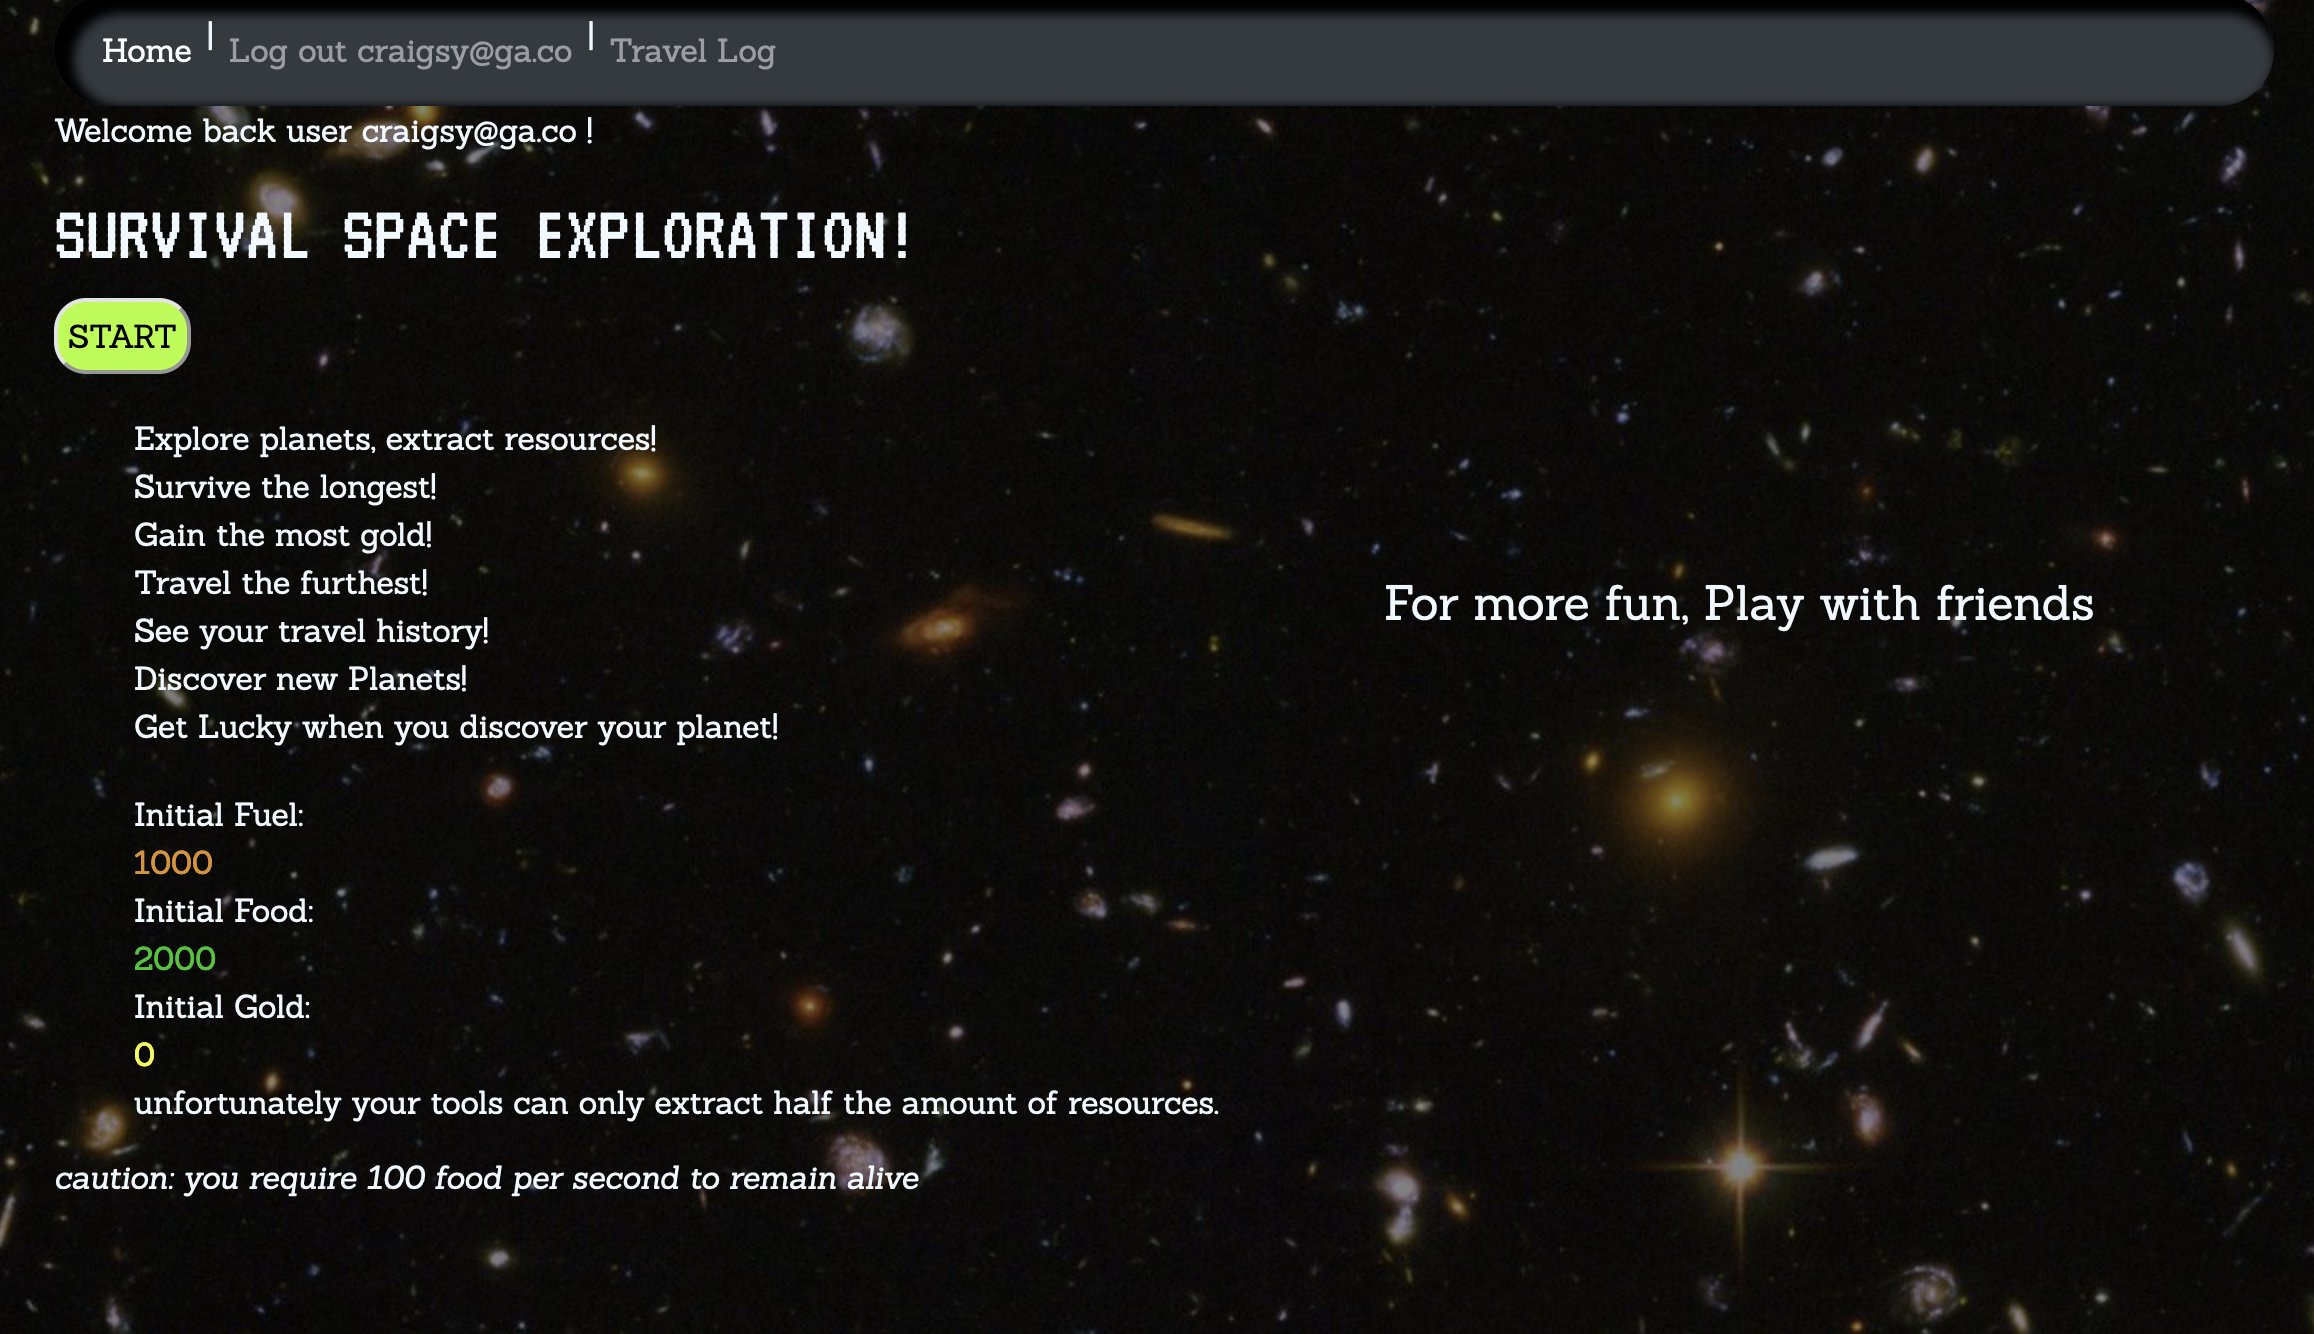 Home | Log out craigsy@ga.co | Travel Log
Welcome back user craigsy@ga.co !
SURVIVAL SPACE EXPLORATION!
START
Explore planets, extract resources!
Survive the longest!
Gain the most gold!
Travel the furthest!
See your travel history!
Discover new Planets!
Get Lucky when you discover your planet!
For more fun, Play with friends
Initial Fuel:
1000
Initial Food:
2000
Initial Gold:
0
unfortunately your tools can only extract half the amount of resources.
caution: you require 100 food per second to remain alive